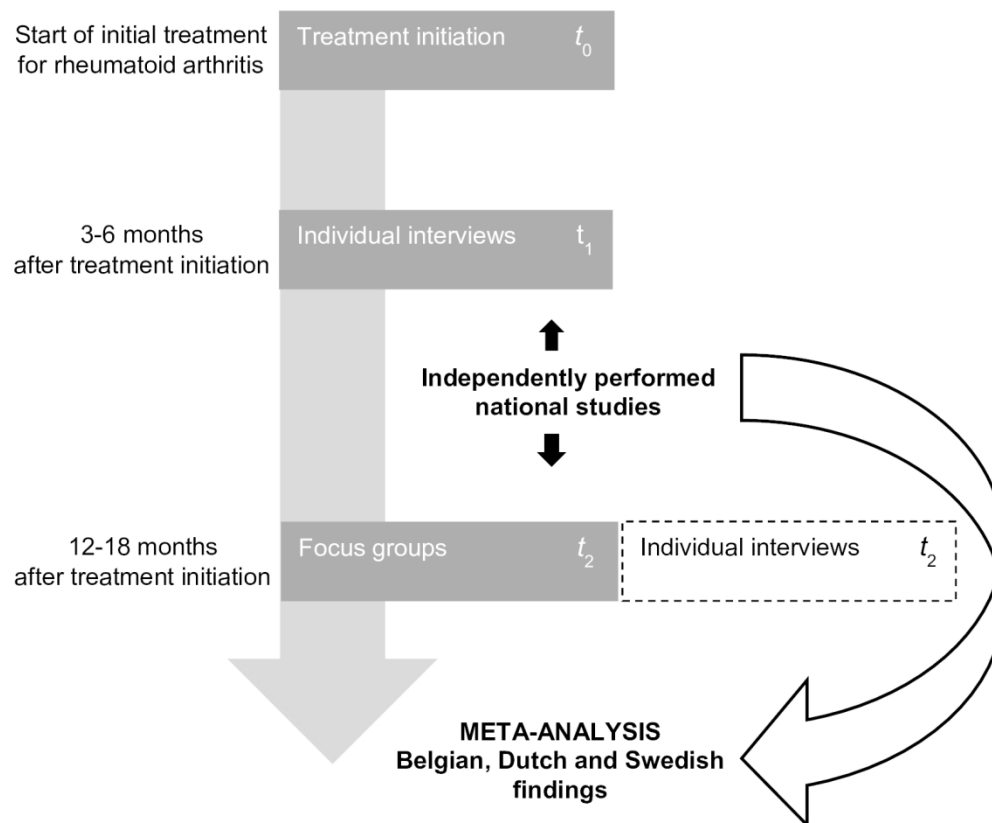 Start of initial treatment
for rheumatoid arthritis
Treatment initiation t0
3-6 months
after treatment initiation
Individual interviews t1
Independently performed
national studies
12-18 months
after treatment initiation
Focus groups t2
Individual interviews t2
META-ANALYSIS
Belgian, Dutch and Swedish
findings